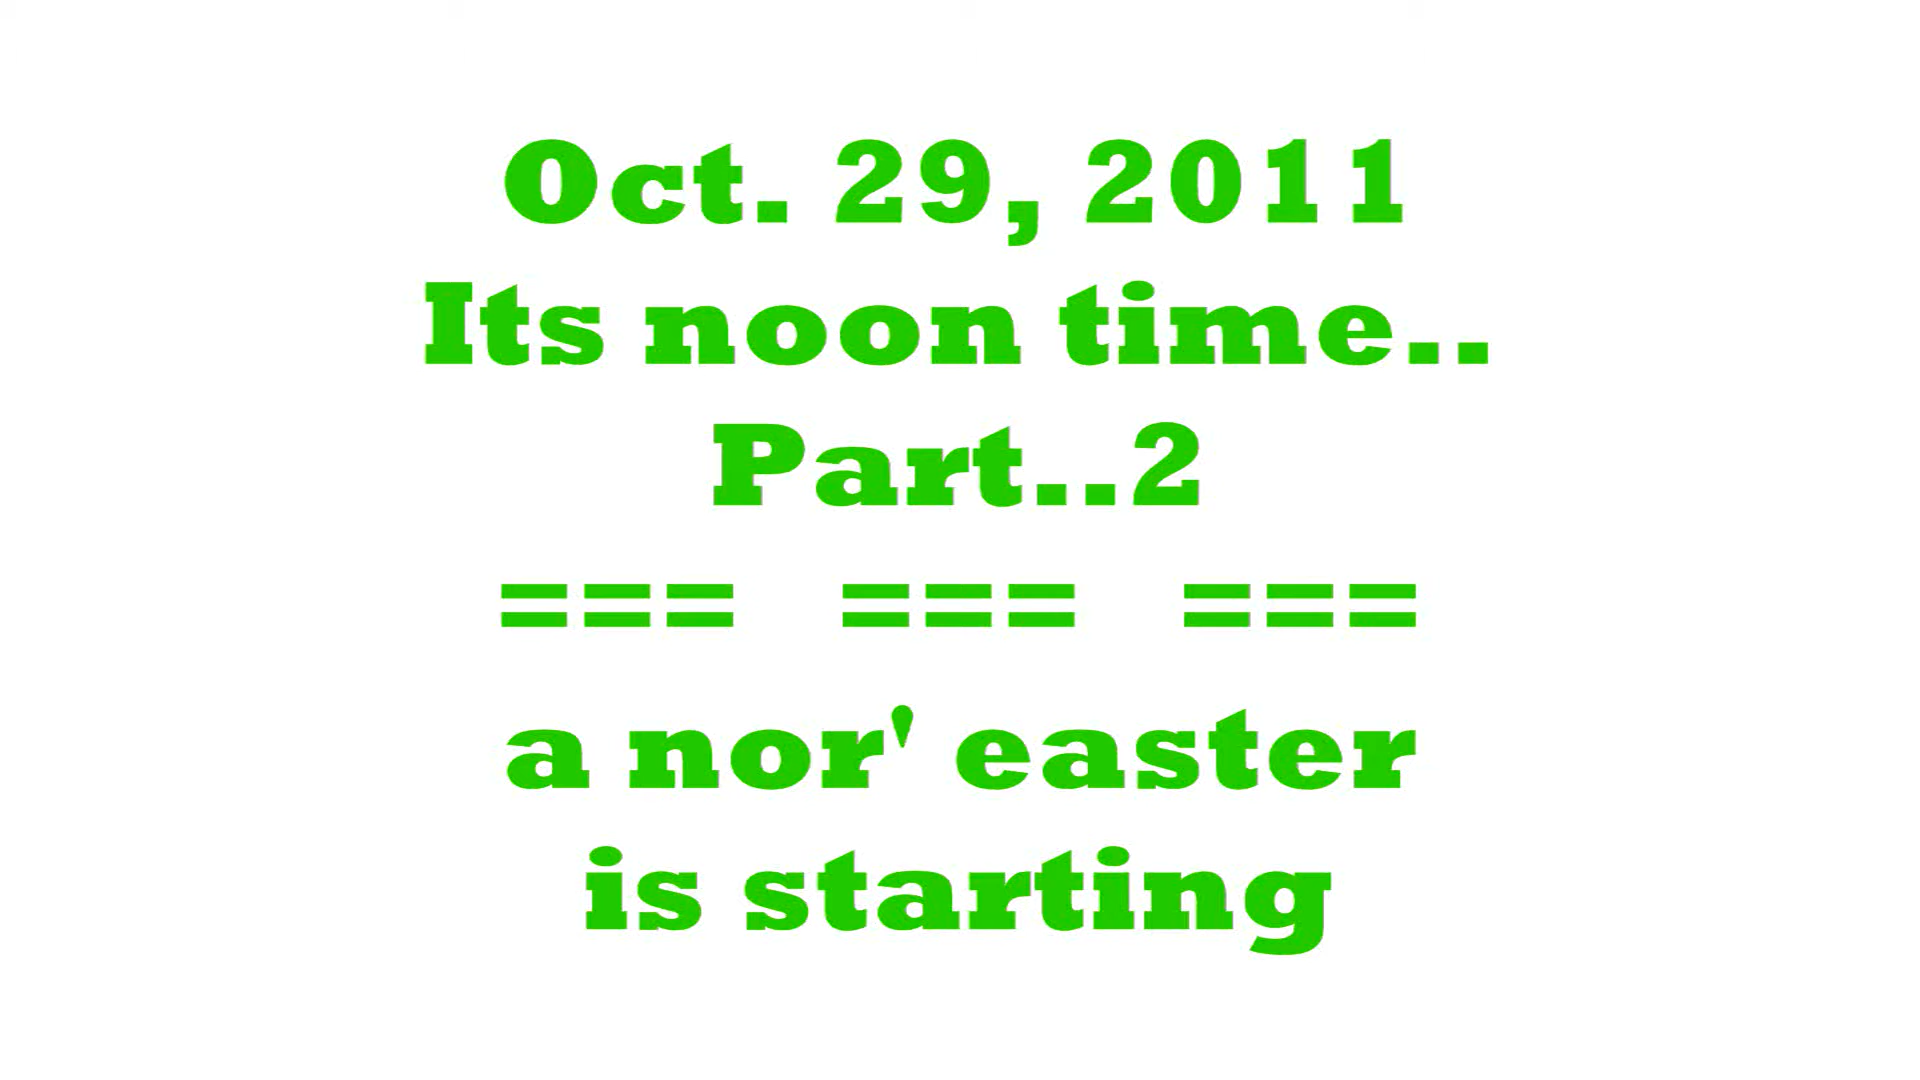 Oct. 29, 2011
Its noon time..
Part..2
=== === ===
a nor' easter
is starting